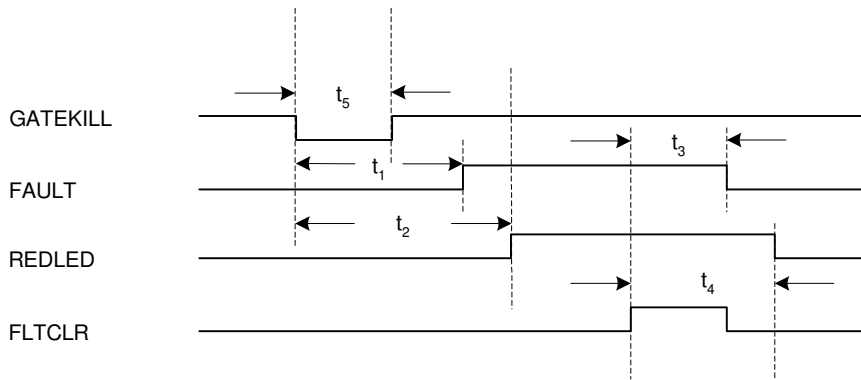 t₅
GATEKILL
t₃
t₁
FAULT
t₂
REDLED
t₄
FLTCLR